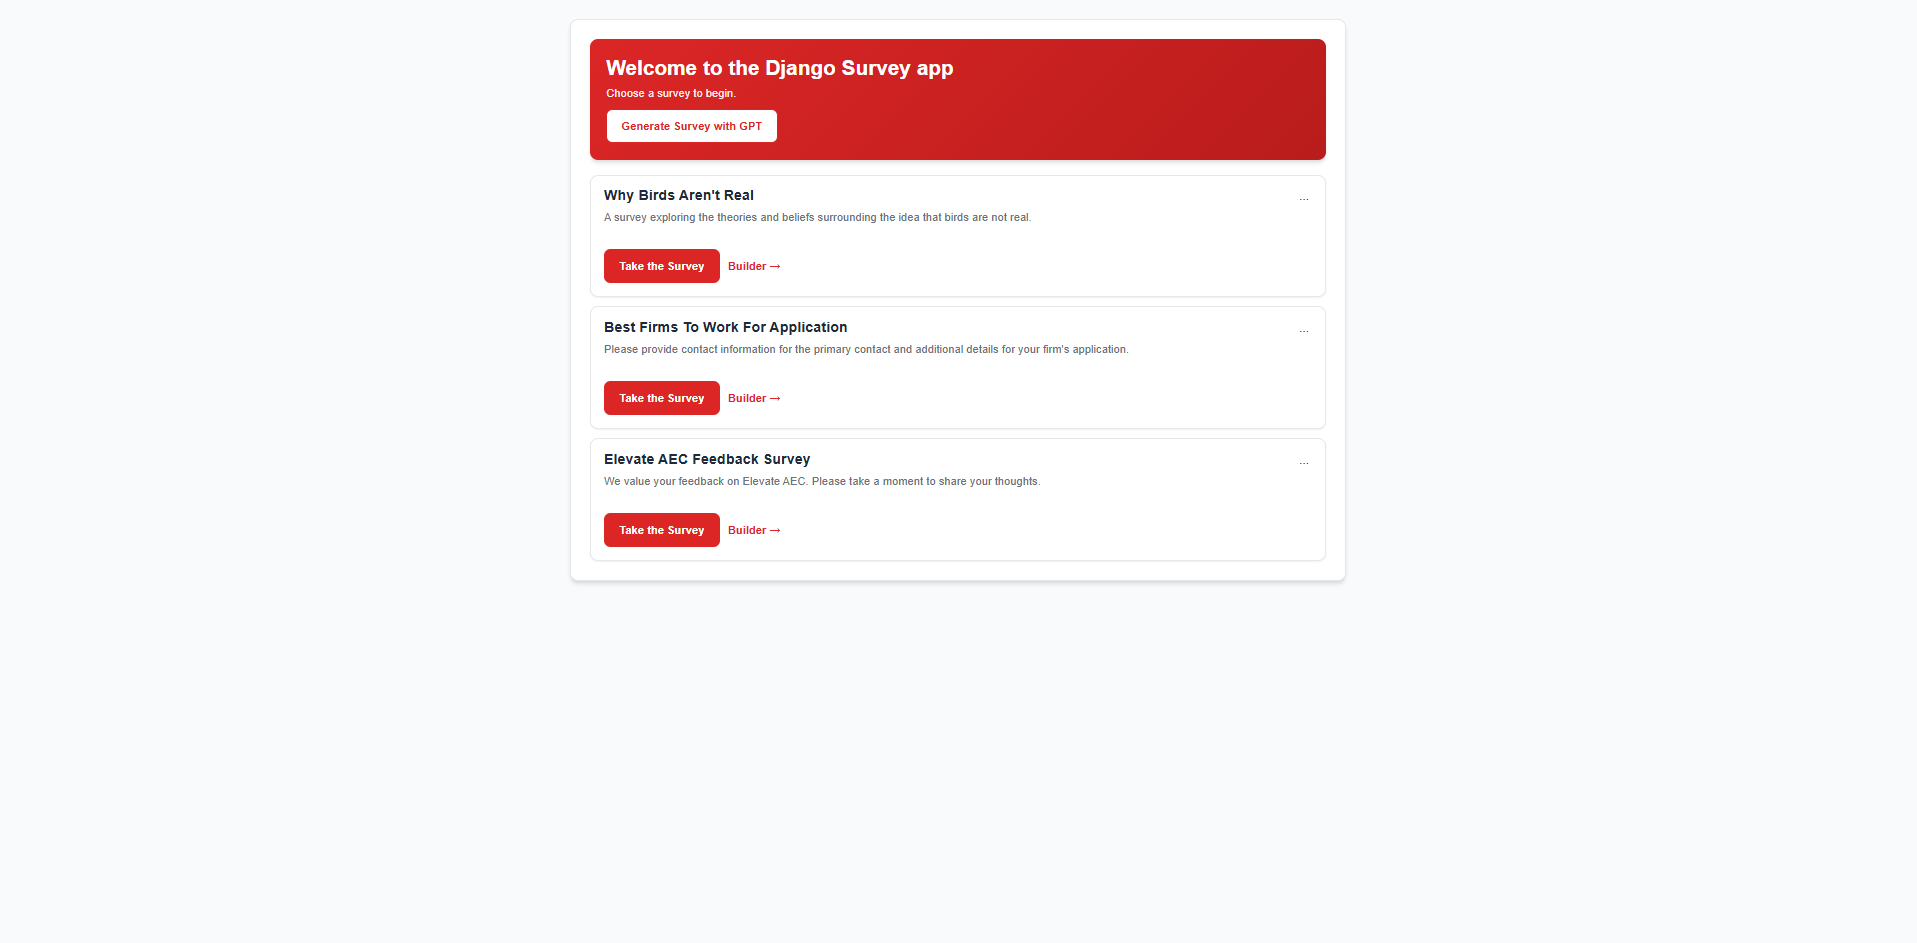 Welcome to the Django Survey app
Choose a survey to begin.
Generate Survey with GPT
Why Birds Aren't Real
...
A survey exploring the theories and beliefs surrounding the idea that birds are not real.
Take the Survey Builder →
Best Firms To Work For Application
...
Please provide contact information for the primary contact and additional details for your firm's application.
Take the Survey Builder →
Elevate AEC Feedback Survey
...
We value your feedback on Elevate AEC. Please take a moment to share your thoughts.
Take the Survey Builder →